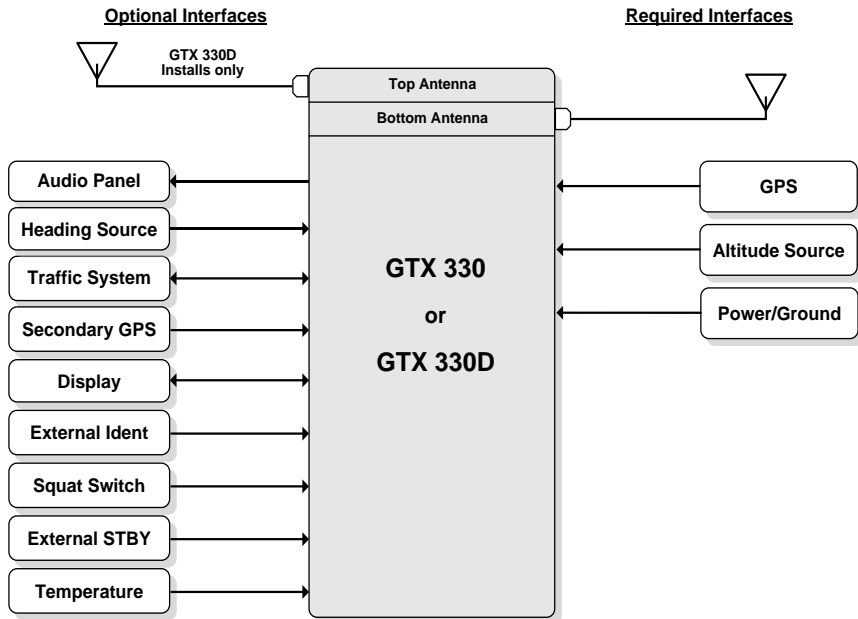 Optional Interfaces
Required Interfaces
GTX 330D
Installs only
Top Antenna
Bottom Antenna
Audio Panel
Heading Source
Traffic System
Secondary GPS
Display
External Ident
Squat Switch
External STBY
Temperature
GTX 330
or
GTX 330D
GPS
Altitude Source
Power/Ground